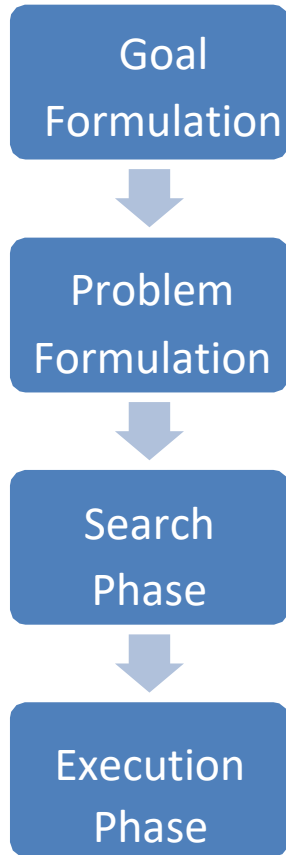 Goal
Formulation
Problem
Formulation
Search
Phase
Execution
Phase